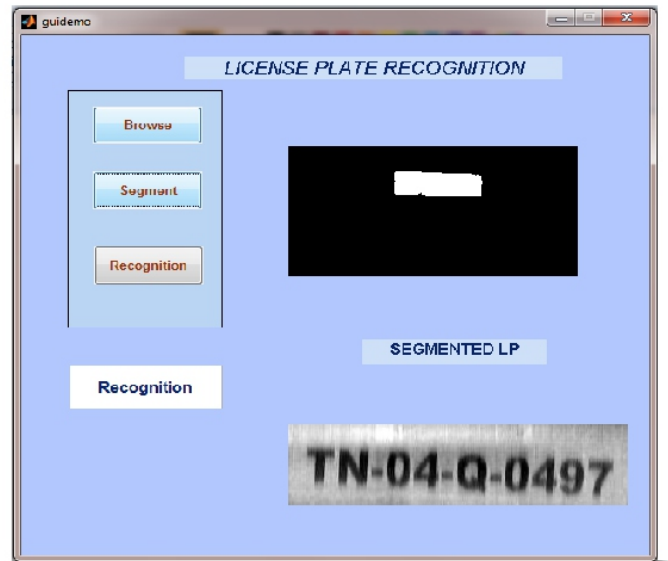 guidemo
LICENSE PLATE RECOGNITION
Browse
Segment
Recognition
SEGMENTED LP
Recognition
TN-04-Q-0497